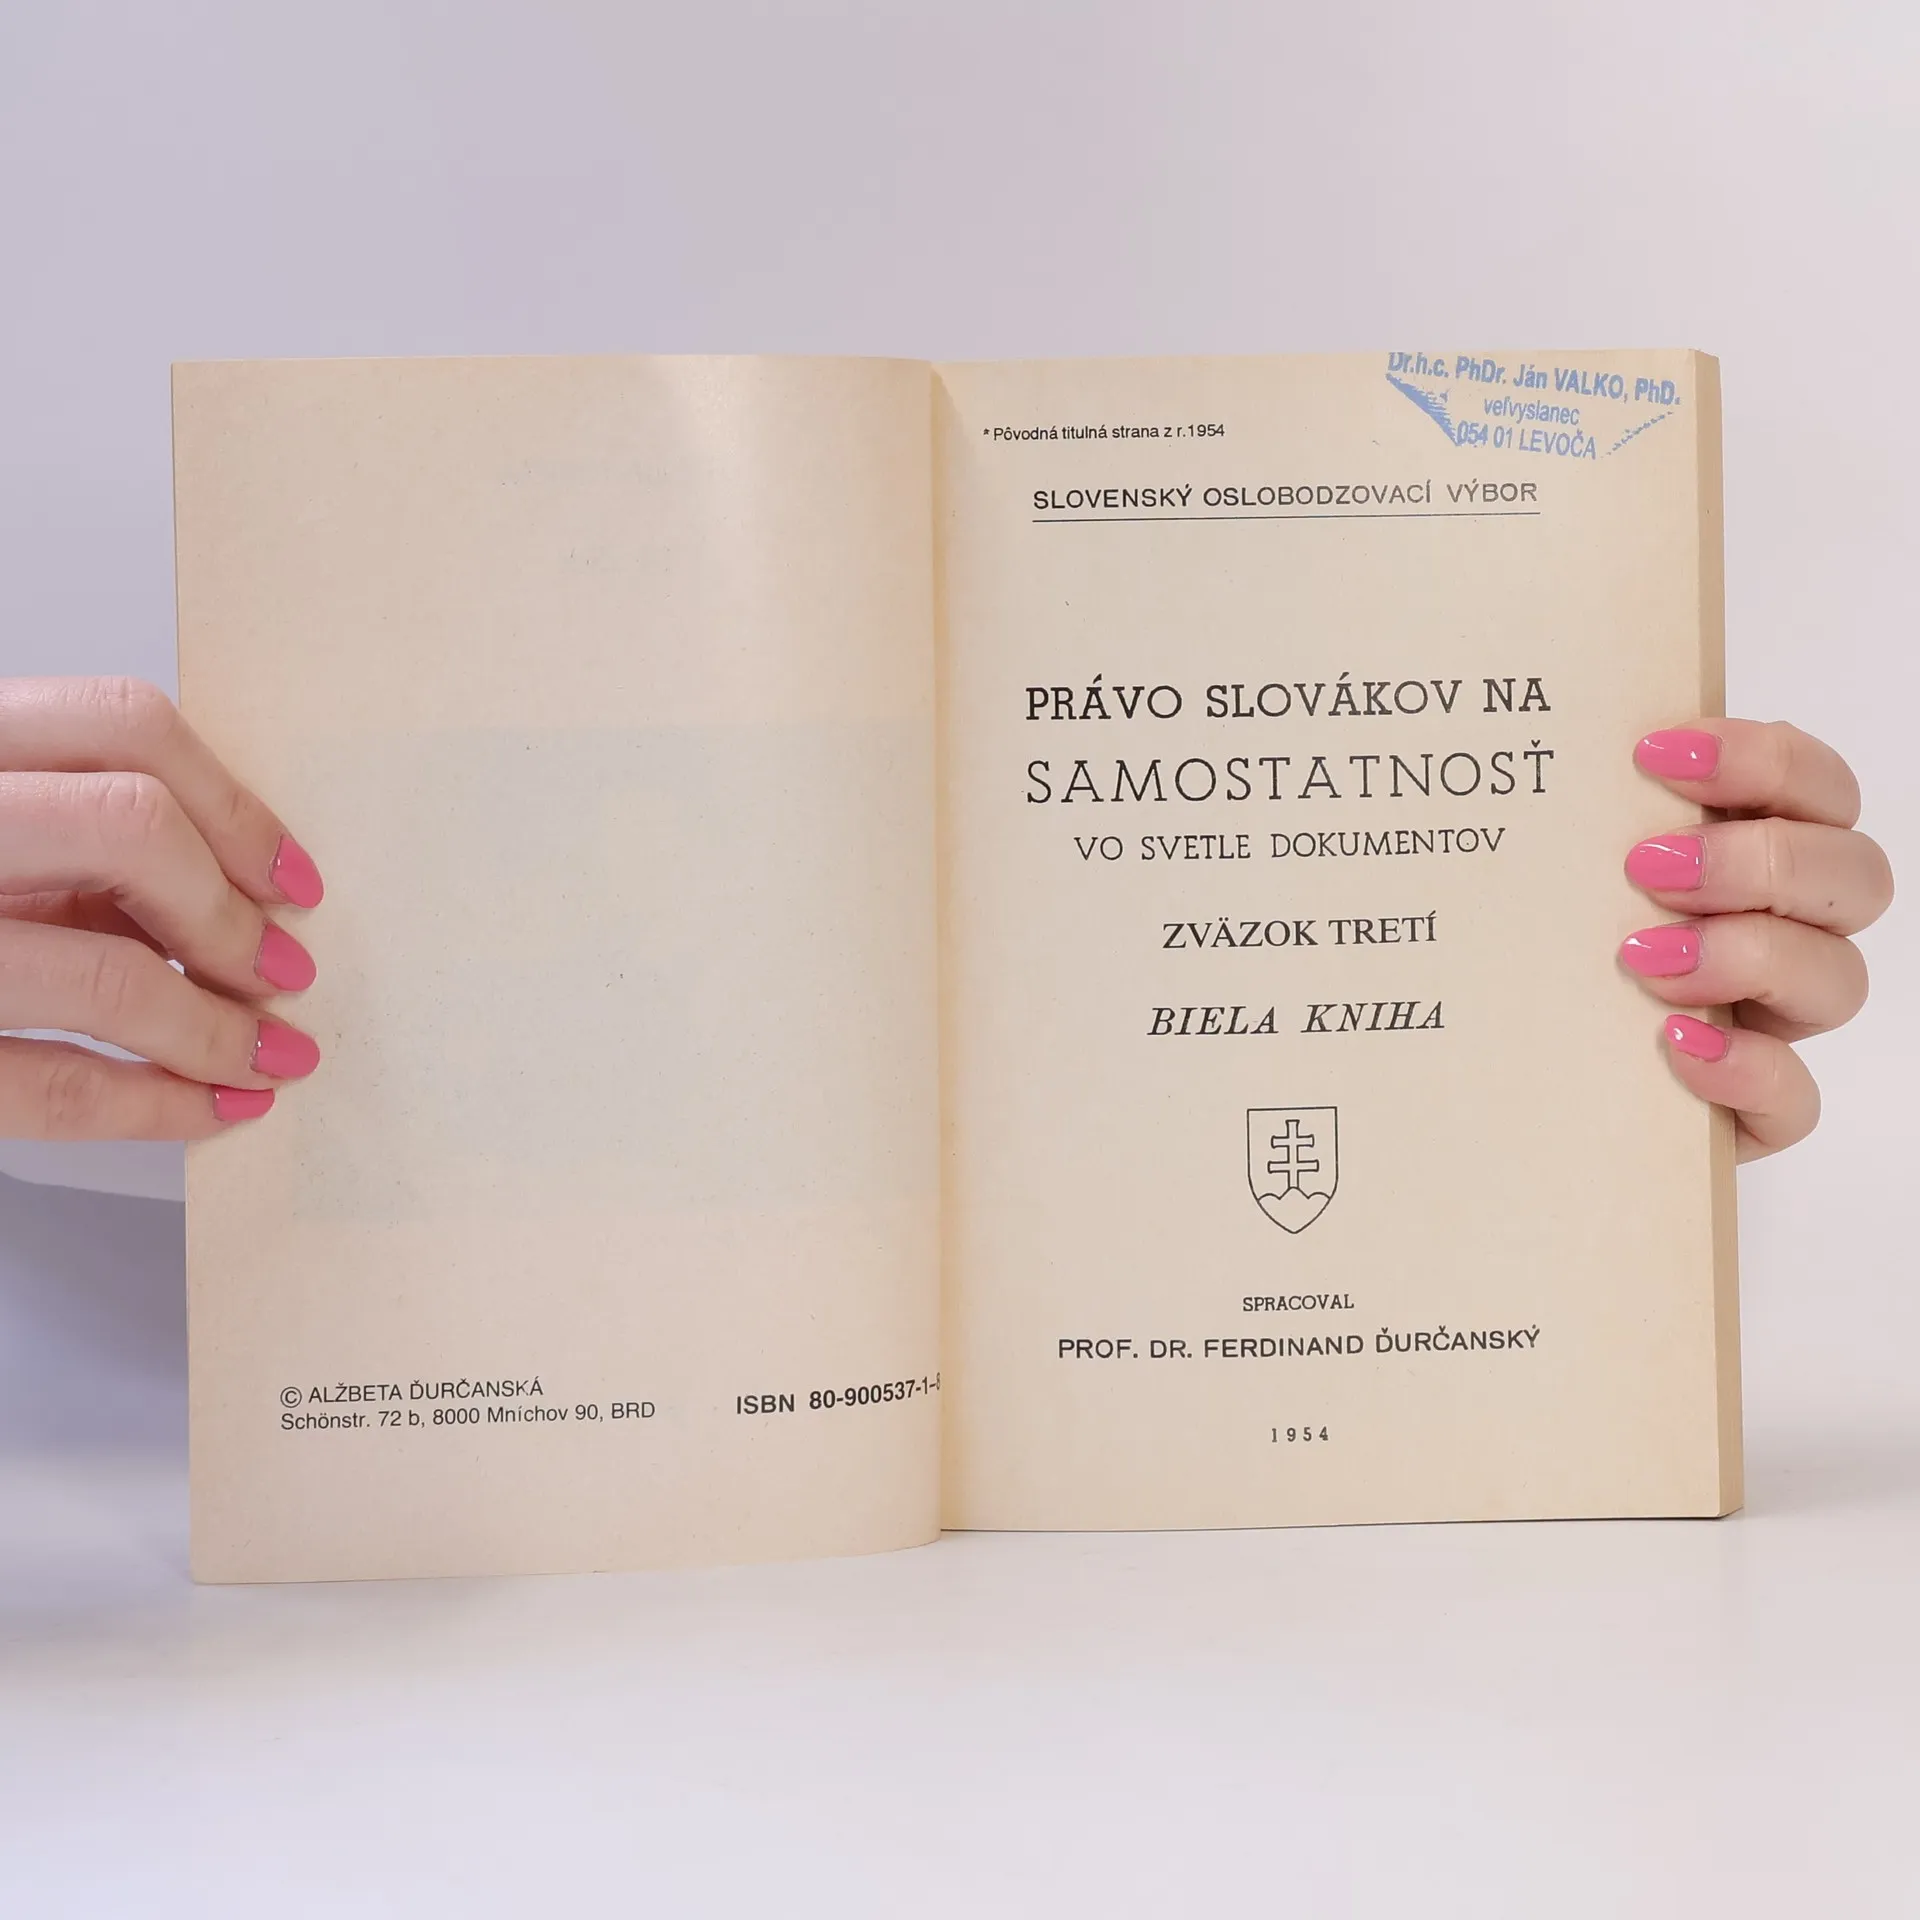 © ALŽBETA ĎURČANSKÁ
Schönstr. 72 b, 8000 Mníchov 90, BRD
ISBN 80-900537-1-8
Dr.h.c. PhDr. Ján VALKO, PhD.
veľvyslanec
054 01 LEVOČA
* Pôvodná titulná strana z r.1954
SLOVENSKÝ OSLOBODZOVACÍ VÝBOR
PRÁVO SLOVÁKOV NA
SAMOSTATNOSŤ
VO SVETLE DOKUMENTOV
ZVÄZOK TRETÍ
BIELA KNIHA
SPRACOVAL
PROF. DR. FERDINAND ĎURČANSKÝ
1954